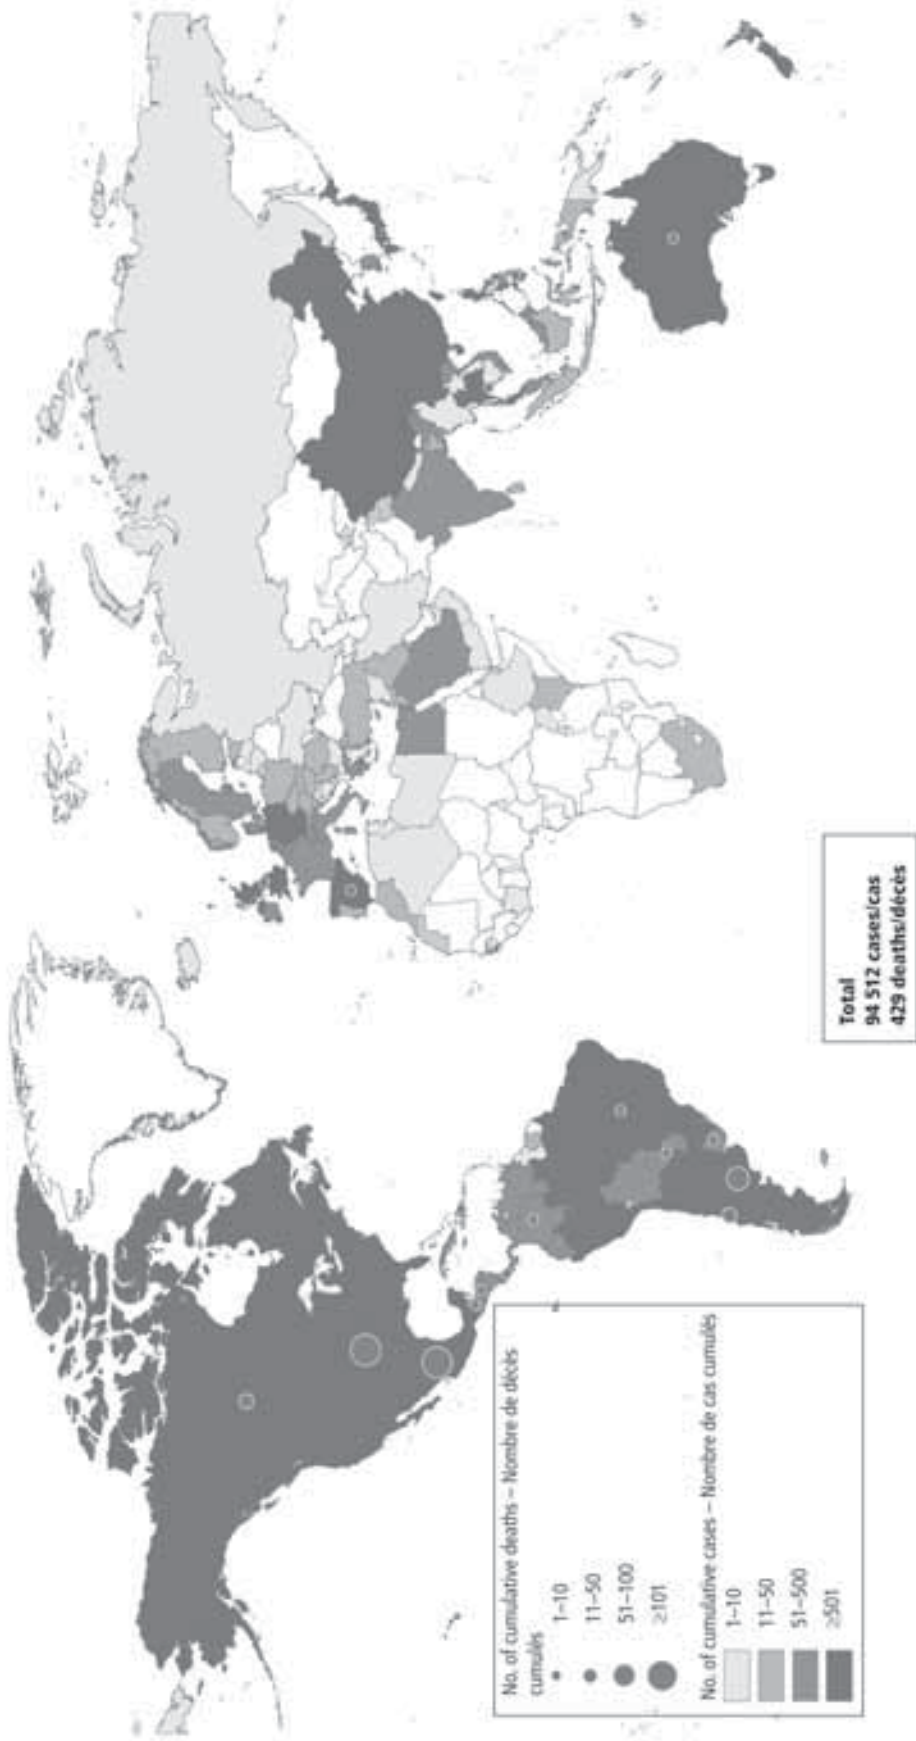 No. of cumulative deaths – Nombre de décès
cumulés
1–10
11–50
51–100
≥101
No. of cumulative cases – Nombre de cas cumulés
1–10
11–50
51–500
≥501
Total
94 512 cases/cas
429 deaths/décès